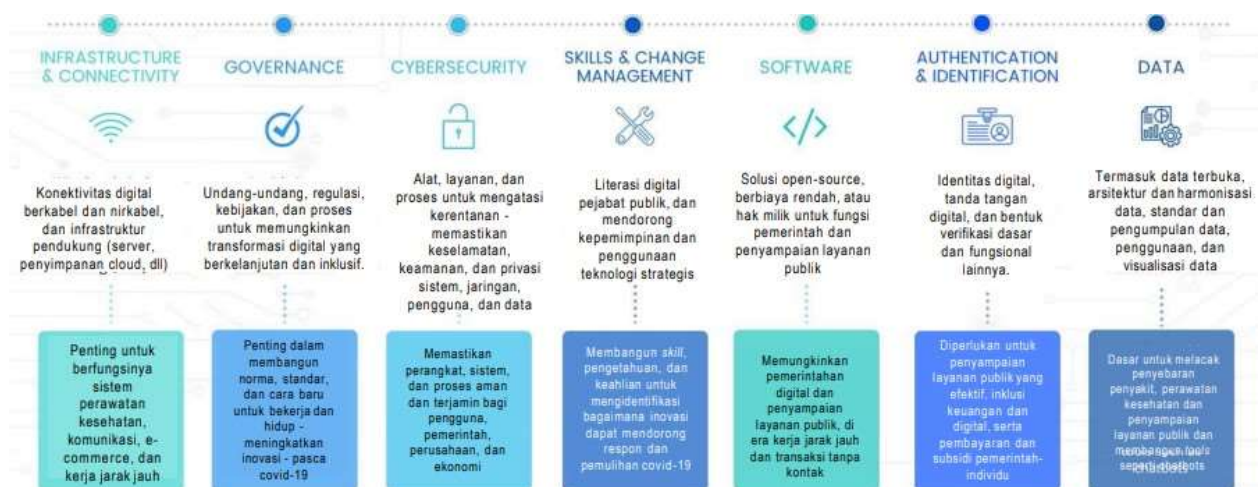 INFRASTRUCTURE
& CONNECTIVITY
Konektivitas digital
berkabel dan nirkabel,
dan infrastruktur
pendukung (server,
penyimpanan cloud, dll)
Penting untuk
berfungsinya
sistem
perawatan
kesehatan,
komunikasi, e-
commerce, dan
kerja jarak jauh
GOVERNANCE
Undang-undang, regulasi,
kebijakan, dan proses
untuk memungkinkan
transformasi digital yang
berkelanjutan dan inklusif.
Penting dalam
membangun
norma, standar,
dan cara baru
untuk bekerja dan
hidup -
meningkatkan
inovasi - pasca
covid-19
CYBERSECURITY
Alat, layanan, dan
proses untuk mengatasi
kerentanan -
memastikan
keselamatan,
keamanan, dan privasi
sistem, jaringan,
pengguna, dan data
Memastikan
perangkat, sistem,
dan proses aman
dan terjamin bagi
pengguna,
pemerintah,
perusahaan, dan
ekonomi
SKILLS & CHANGE
MANAGEMENT
Literasi digital
pejabat publik, dan
mendorong
kepemimpinan dan
penggunaan
teknologi strategis
Membangun skill,
pengetahuan, dan
keahlian untuk
mengidentifikasi
bagaimana inovasi
dapat mendorong
respon dan
pemulihan covid-19
SOFTWARE
</>
Solusi open-source,
berbiaya rendah, atau
hak milik untuk fungsi
pemerintah dan
penyampaian layanan
publik
Memungkinkan
pemerintahan
digital dan
penyampaian
layanan publik, di
era kerja jarak jauh
dan transaksi tanpa
kontak
AUTHENTICATION
& IDENTIFICATION
Identitas digital,
tanda tangan
digital, dan bentuk
verifikasi dasar
dan fungsional
lainnya.
Diperlukan untuk
penyampaian
layanan publik yang
efektif, inklusi
keuangan dan
digital, serta
pembayaran dan
subsidi pemerintah-
individu
DATA
Termasuk data terbuka,
arsitektur dan harmonisasi
data, standar dan
pengumpulan data,
penggunaan, dan
visualisasi data
Dasar untuk melacak
penyebaran
penyakit, perawatan
kesehatan dan
penyampaian
layanan publik dan
membangun tools
seperti chatbots